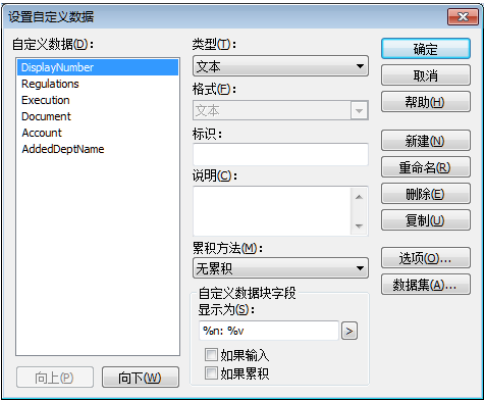 设置自定义数据
自定义数据(D):
DisplayNumber
Regulations
Execution
Document
Account
AddedDeptName
向上(P)
向下(W)
类型(T):
文本
格式(F):
文本
标识:
说明(C):
累积方法(M):
无累积
自定义数据块字段
显示为(S):
%n: %v
>
如果输入
如果累积
确定
取消
帮助(H)
新建(N)
重命名(R)
删除(E)
复制(U)
选项(O)...
数据集(A)...